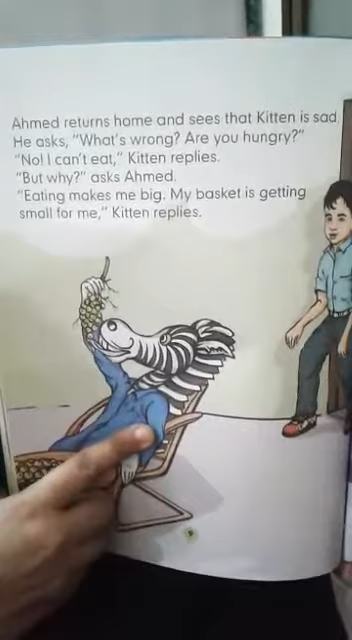 Ahmed returns home and sees that Kitten is sad.
He asks, "What's wrong? Are you hungry?"
"No! I can't eat," Kitten replies.
"But why?" asks Ahmed.
"Eating makes me big. My basket is getting
small for me," Kitten replies.
9